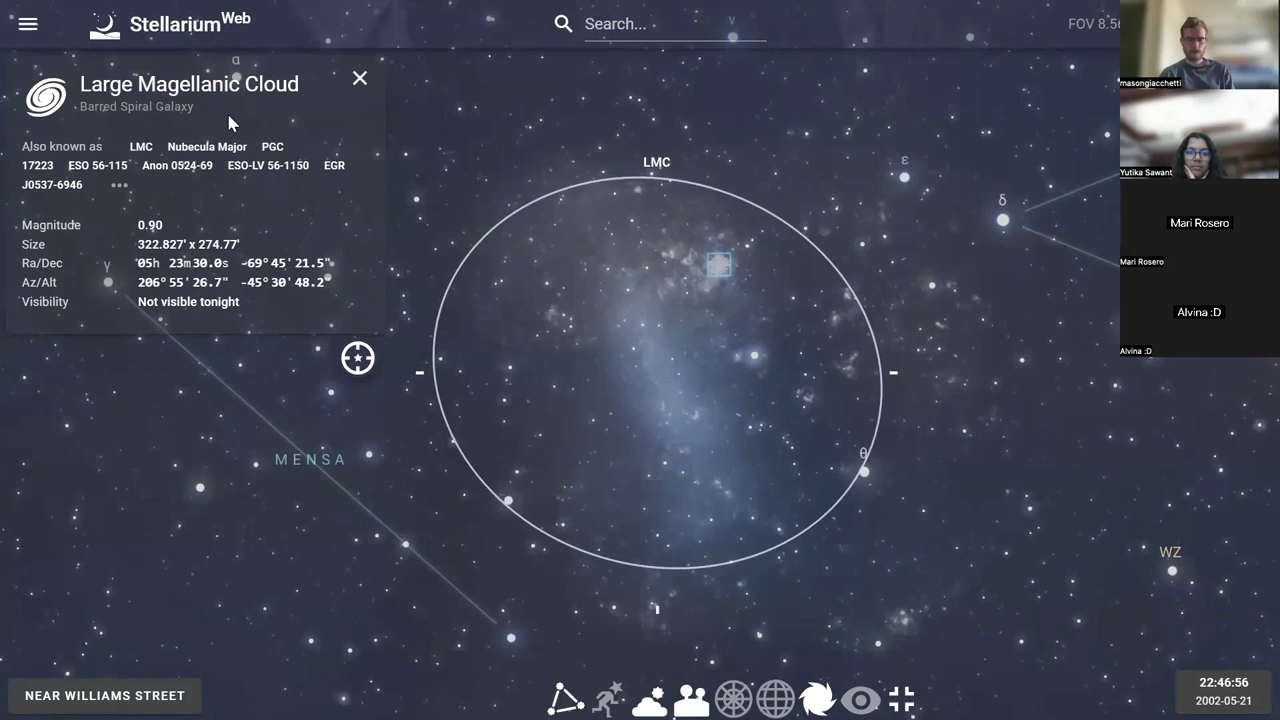 StellariumWeb
Search...
FOV 8.5
Large Magellanic Cloud
Barred Spiral Galaxy
Also known as LMC Nubecula Major PGC
17223 ESO 56-115 Anon 0524-69 ESO-LV 56-1150 EGR
J0537-6946 •••
Magnitude 0.90
Size 322.827' x 274.77'
Ra/Dec 05h 23m30.0s -69°45'21.5"
Az/Alt 206°55'26.7" -45°30'48.2"
Visibility Not visible tonight
α
γ
ν
LMC
ε
δ
θ
MENSA
WZ
masongiacchetti
Yutika Sawant
Mari Rosero
Mari Rosero
Alvina :D
Alvina :D
NEAR WILLIAMS STREET
22:46:56
2002-05-21